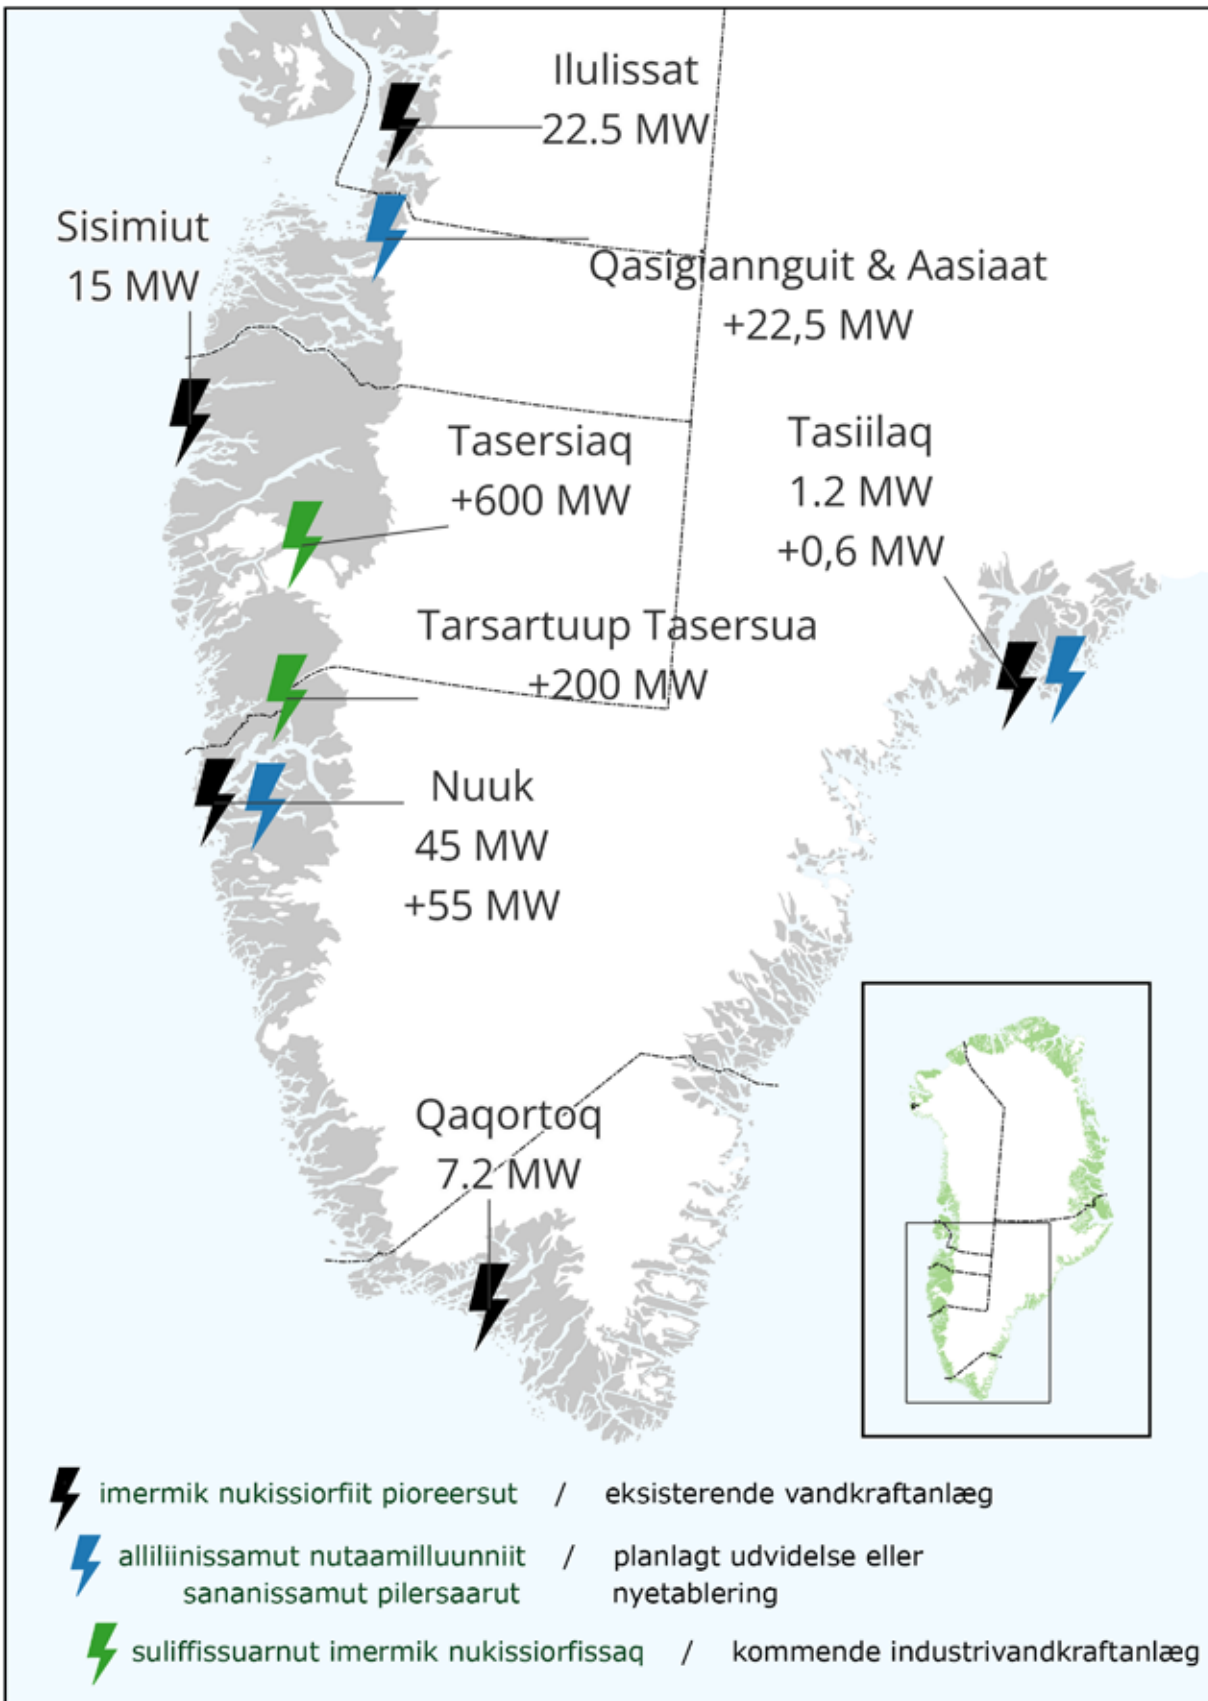 Ilulissat
22.5 MW
Sisimiut
15 MW
Qasigiannguit & Aasiaat
+22,5 MW
Tasersiaq
+600 MW
Tasiilaq
1.2 MW
+0,6 MW
Tarsartuup Tasersua
+200 MW
Nuuk
45 MW
+55 MW
Qaqortoq
7.2 MW
imermik nukissiorfiit pioreersut / eksisterende vandkraftanlæg
alliliinissamut nutaamilluunniit / planlagt udvidelse eller
sananissamut pilersaarut nyetablering
suliffissuarnut imermik nukissiorfissaq / kommende industrivandkraftanlæg